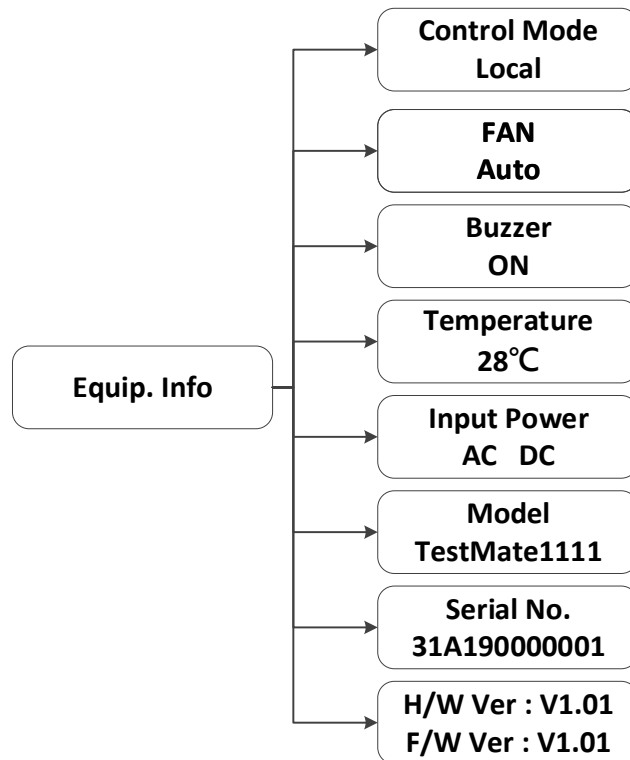 Control Mode
Local
FAN
Auto
Buzzer
ON
Temperature
28℃
Equip. Info
Input Power
AC   DC
Model
TestMate1111
Serial No.
31A190000001
H/W Ver : V1.01
F/W Ver : V1.01